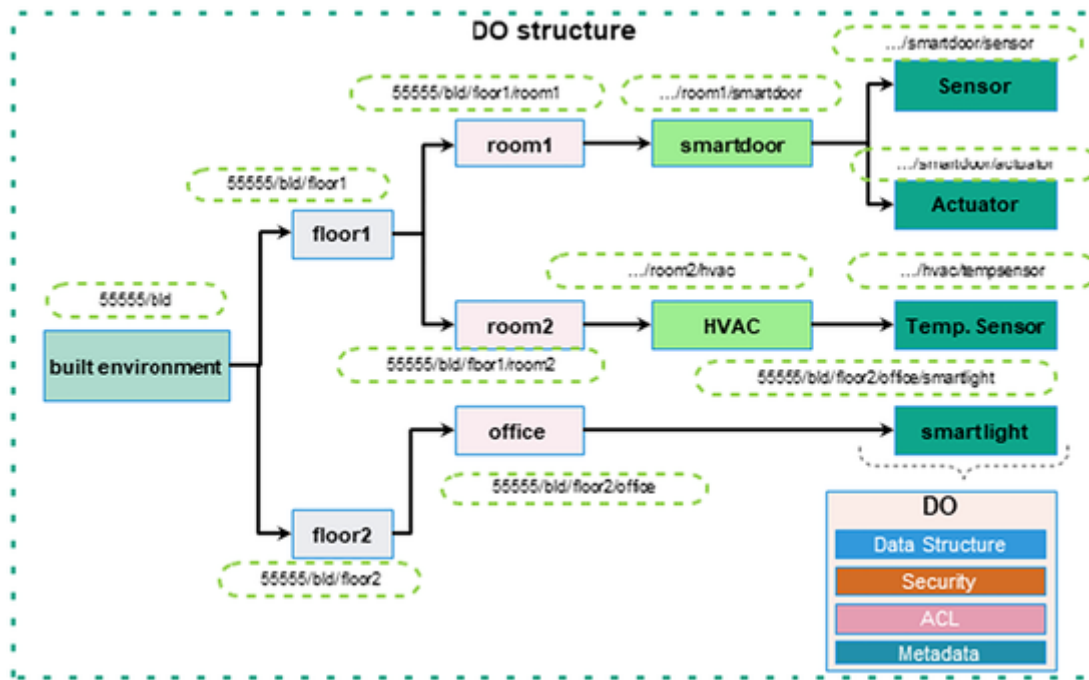 DO structure
.../smartdoor/sensor
Sensor
55555/bld/floor1/room1
.../room1/smartdoor
room1
smartdoor
.../smartdoor/actuator
55555/bld/floor1
Actuator
floor1
.../room2/hvac
.../hvac/tempsensor
55555/bld
room2
HVAC
Temp. Sensor
built environment
55555/bld/floor1/room2
55555/bld/floor2/office/smartlight
office
smartlight
55555/bld/floor2/office
DO
floor2
Data Structure
55555/bld/floor2
Security
ACL
Metadata